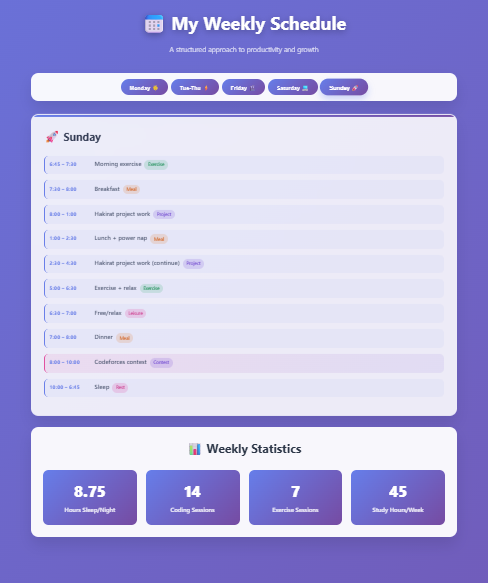 My Weekly Schedule
A structured approach to productivity and growth
Monday Tue-Thu Friday Saturday Sunday
Sunday
6:45 – 7:30 Morning exercise Exercise
7:30 – 8:00 Breakfast Meal
8:00 – 1:00 Hakirat project work Project
1:00 – 2:30 Lunch + power nap Meal
2:30 – 4:30 Hakirat project work (continue) Project
5:00 – 6:30 Exercise + relax Exercise
6:30 – 7:00 Free/relax Leisure
7:00 – 8:00 Dinner Meal
8:00 – 10:00 Codeforces contest Contest
10:00 – 6:45 Sleep Rest
Weekly Statistics
8.75 14 7 45
Hours Sleep/Night Coding Sessions Exercise Sessions Study Hours/Week